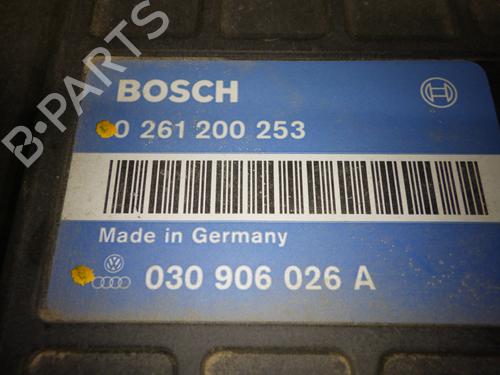 B-PARTS
BOSCH
0 261 200 253
Made in Germany
030 906 026 A